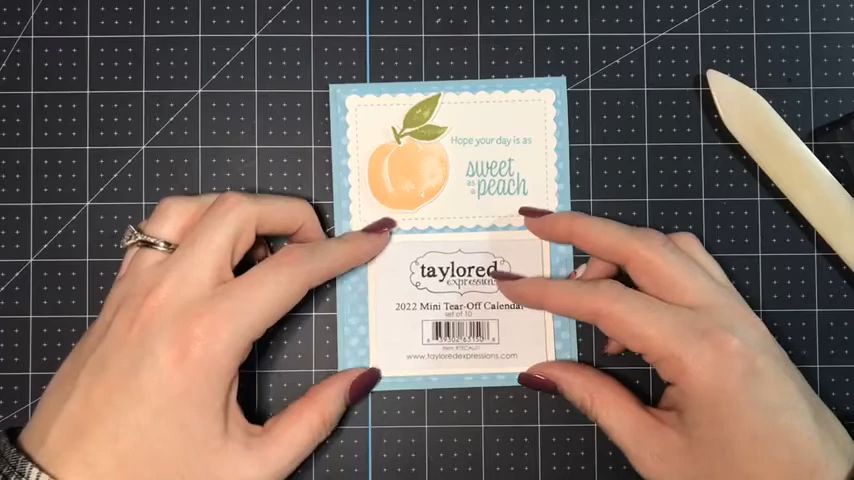 Hope your day is as
sweet
as
a
peach
taylored
expressions
2022 Mini Tear-Off Calendar
set of 10
www.tayloredexpressions.com